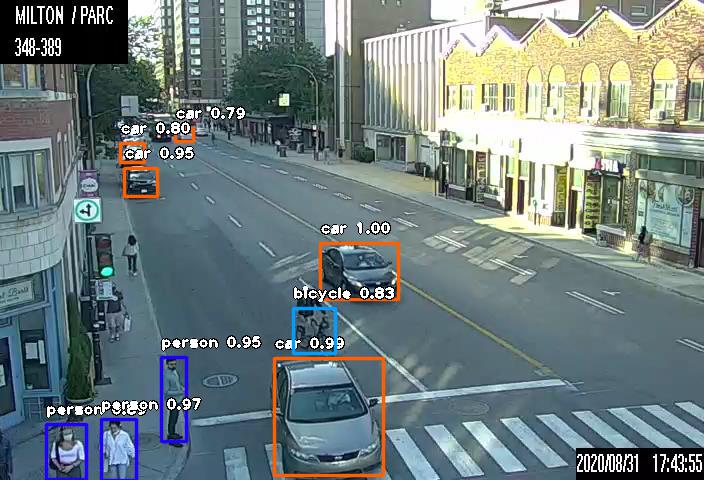 MILTON / PARC
348-389
car 0.79
car 0.80
car 0.95
car 1.00
bicycle 0.83
person 0.95
car 0.99
person
person 0.97
2020/08/31 17:43:55